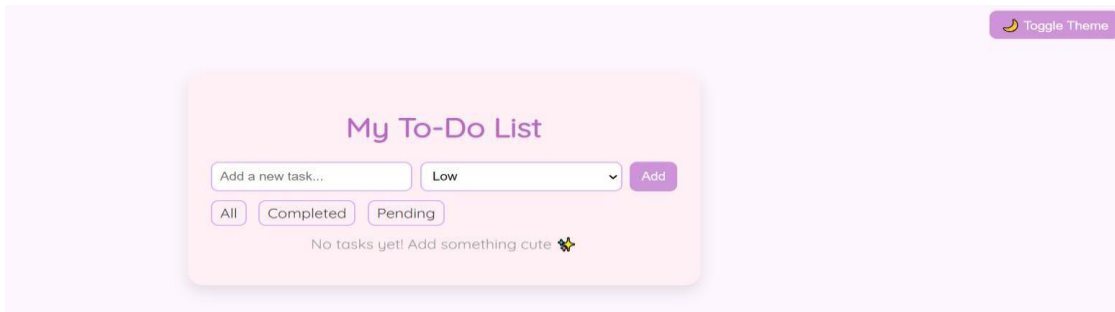 🌙 Toggle Theme
My To-Do List
Add a new task... Low Add
All Completed Pending
No tasks yet! Add something cute ✨